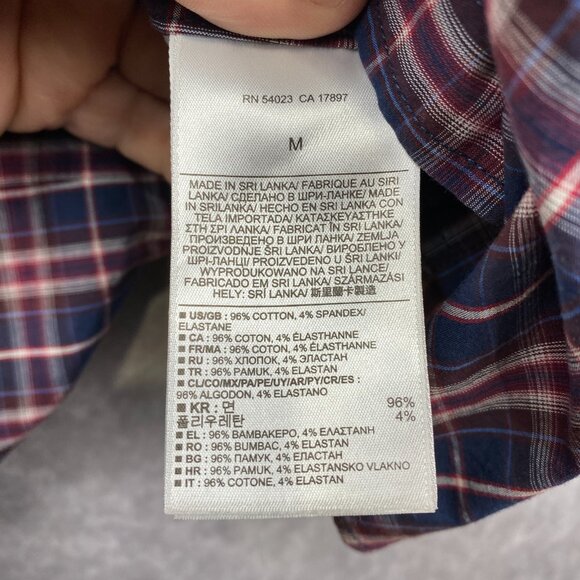 RN 54023 CA 17897
M
MADE IN SRI LANKA/ FABRIQUE AU SIRI
LANKA/ СДЕЛАНО В ШРИ-ЛАНКЕ/ MADE
IN SRILANKA/ HECHO EN SRI LANKA CON
TELA IMPORTADA/ ΚΑΤΑΣΚΕΥΑΣΤΗΚΕ
ΣΤΗ ΣΡΙ ΛΑΝΚΑ/ FABRICAT ÎN SRI LANKA/
ПРОИЗВЕДЕНО В ШРИ ЛАНКА/ ZEMLJA
PROIZVODNJE ŠRI LANKA/ ВИРОБЛЕНО У
ШРІ-ЛАНЦІ/ PROIZVEDENO U SRI LANKI/
WYPRODUKOWANO NA SRI LANCE/
FABRICADO EM SRI LANKA/ SZÁRMAZÁSI
HELY: SRÍ LANKA/ 斯里蘭卡製造
■ US/GB : 96% COTTON, 4% SPANDEX/
ELASTANE
■ CA : 96% COTTON, 4% ÉLASTHANNE
■ FR/MA : 96% COTON, 4% ÉLASTHANNE
■ RU : 96% ХЛОПОК, 4% ЭЛАСТАН
■ TR : 96% PAMUK, 4% ELASTAN
■ CL/CO/MX/PA/PE/UY/AR/PY/CR/ES :
96% ALGODON, 4% ELASTANO
■ KR : 면 96%
폴리우레탄 4%
■ EL : 96% ΒΑΜΒΑΚΕΡΟ, 4% ΕΛΑΣΤΑΝΗ
■ RO : 96% BUMBAC, 4% ELASTAN
■ BG : 96% ПАМУК, 4% ЕЛАСТАН
■ HR : 96% PAMUK, 4% ELASTANSKO VLAKNO
■ IT : 96% COTONE, 4% ELASTAN